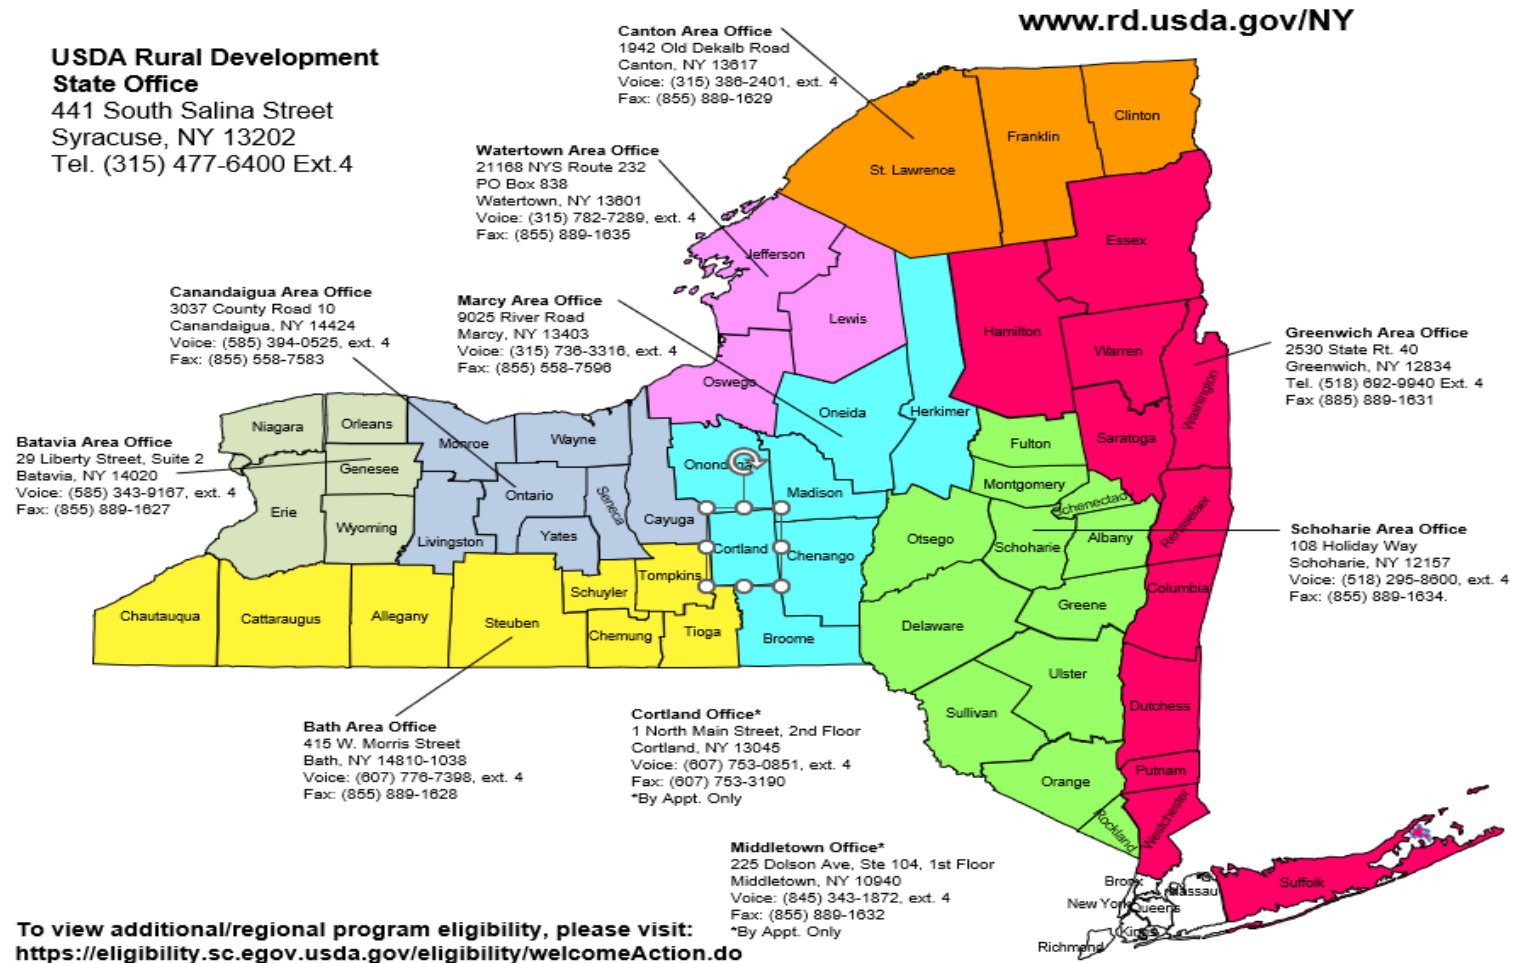 www.rd.usda.gov/NY
USDA Rural Development
State Office
441 South Salina Street
Syracuse, NY 13202
Tel. (315) 477-6400 Ext.4
Canton Area Office
1942 Old Dekalb Road
Canton, NY 13617
Voice: (315) 386-2401, ext. 4
Fax: (855) 889-1629
Watertown Area Office
21168 NYS Route 232
PO Box 838
Watertown, NY 13601
Voice: (315) 782-7289, ext. 4
Fax: (855) 889-1635
Canandaigua Area Office
3037 County Road 10
Canandaigua, NY 14424
Voice: (585) 394-0525, ext. 4
Fax: (855) 558-7583
Marcy Area Office
9025 River Road
Marcy, NY 13403
Voice: (315) 736-3316, ext. 4
Fax: (855) 558-7596
Greenwich Area Office
2530 State Rt. 40
Greenwich, NY 12834
Tel. (518) 692-9940 Ext. 4
Fax (885) 889-1631
Batavia Area Office
29 Liberty Street, Suite 2
Batavia, NY 14020
Voice: (585) 343-9167, ext. 4
Fax: (855) 889-1627
Schoharie Area Office
108 Holiday Way
Schoharie, NY 12157
Voice: (518) 295-8600, ext. 4
Fax: (855) 889-1634.
Clinton
Franklin
St. Lawrence
Essex
Jefferson
Lewis
Hamilton
Warren
Washington
Oswego
Oneida
Herkimer
Saratoga
Fulton
Niagara
Orleans
Monroe
Wayne
Genesee
Ontario
Seneca
Cayuga
Madison
Montgomery
Schenectady
Rensselaer
Erie
Wyoming
Livingston
Yates
Cortland
Chenango
Otsego
Schoharie
Albany
Columbia
Chautauqua
Cattaraugus
Allegany
Steuben
Schuyler
Tompkins
Chemung
Tioga
Broome
Delaware
Greene
Ulster
Sullivan
Dutchess
Orange
Putnam
Rockland
Westchester
Suffolk
Bronx
Nassau
New York
Queens
Kings
Richmond
Bath Area Office
415 W. Morris Street
Bath, NY 14810-1038
Voice: (607) 776-7398, ext. 4
Fax: (855) 889-1628
Cortland Office*
1 North Main Street, 2nd Floor
Cortland, NY 13045
Voice: (607) 753-0851, ext. 4
Fax: (607) 753-3190
*By Appt. Only
Middletown Office*
225 Dolson Ave, Ste 104, 1st Floor
Middletown, NY 10940
Voice: (845) 343-1872, ext. 4
Fax: (855) 889-1632
*By Appt. Only
To view additional/regional program eligibility, please visit:
https://eligibility.sc.egov.usda.gov/eligibility/welcomeAction.do